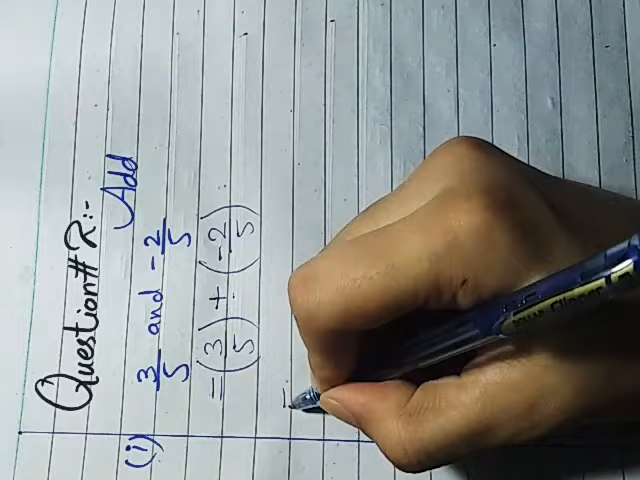 Question# 2:-
Add
(i) 3/5 and -2/5
= (3/5) + (-2/5)